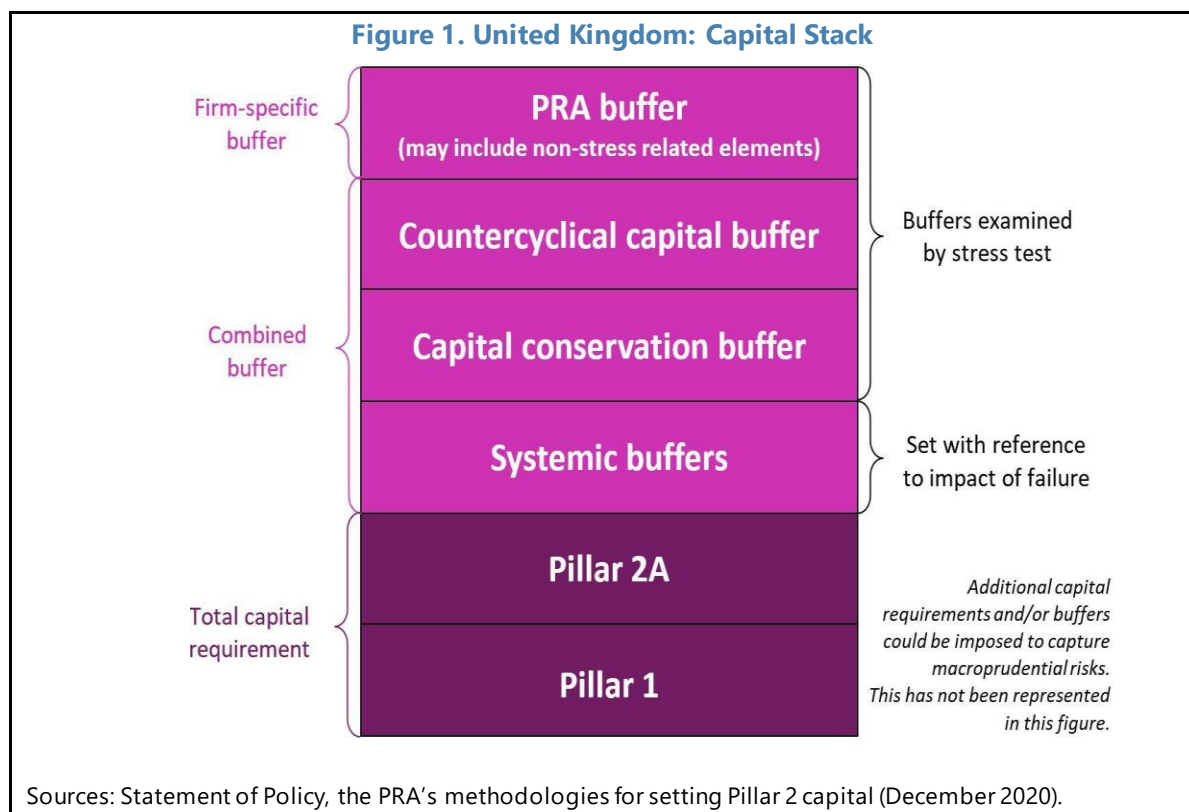 Figure 1. United Kingdom: Capital Stack
Firm-specific
buffer
PRA buffer
(may include non-stress related elements)
Countercyclical capital buffer
Buffers examined
by stress test
Combined
buffer
Capital conservation buffer
Systemic buffers
Set with reference
to impact of failure
Total capital
requirement
Pillar 2A
Pillar 1
Additional capital
requirements and/or buffers
could be imposed to capture
macroprudential risks.
This has not been represented
in this figure.
Sources: Statement of Policy, the PRA's methodologies for setting Pillar 2 capital (December 2020).